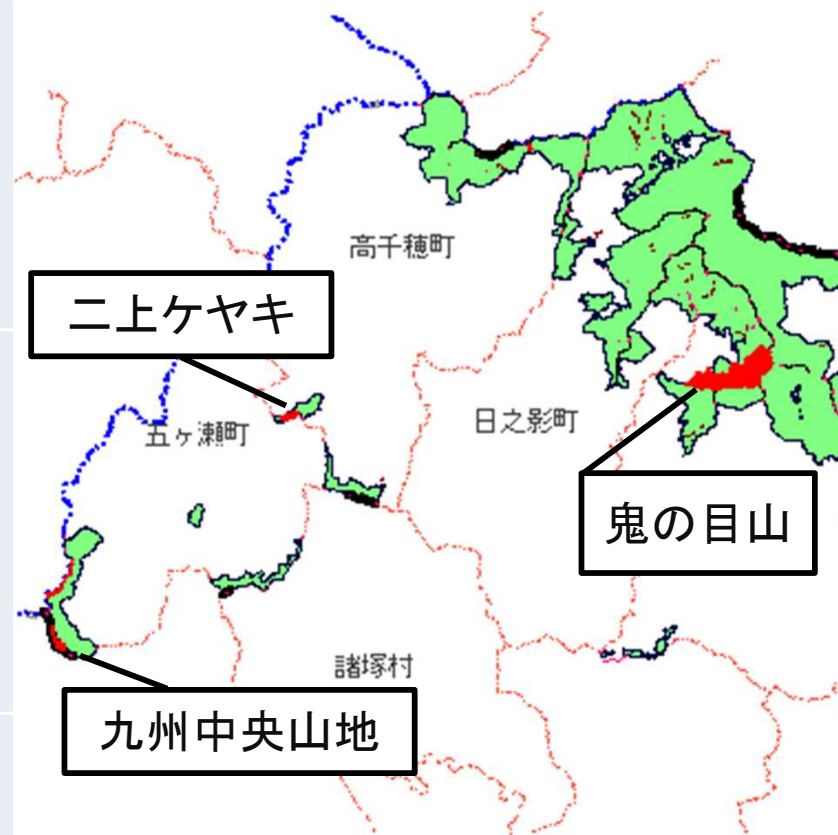 高千穂町
二上ケヤキ
日之影町
五ヶ瀬町
鬼の目山
諸塚村
九州中央山地